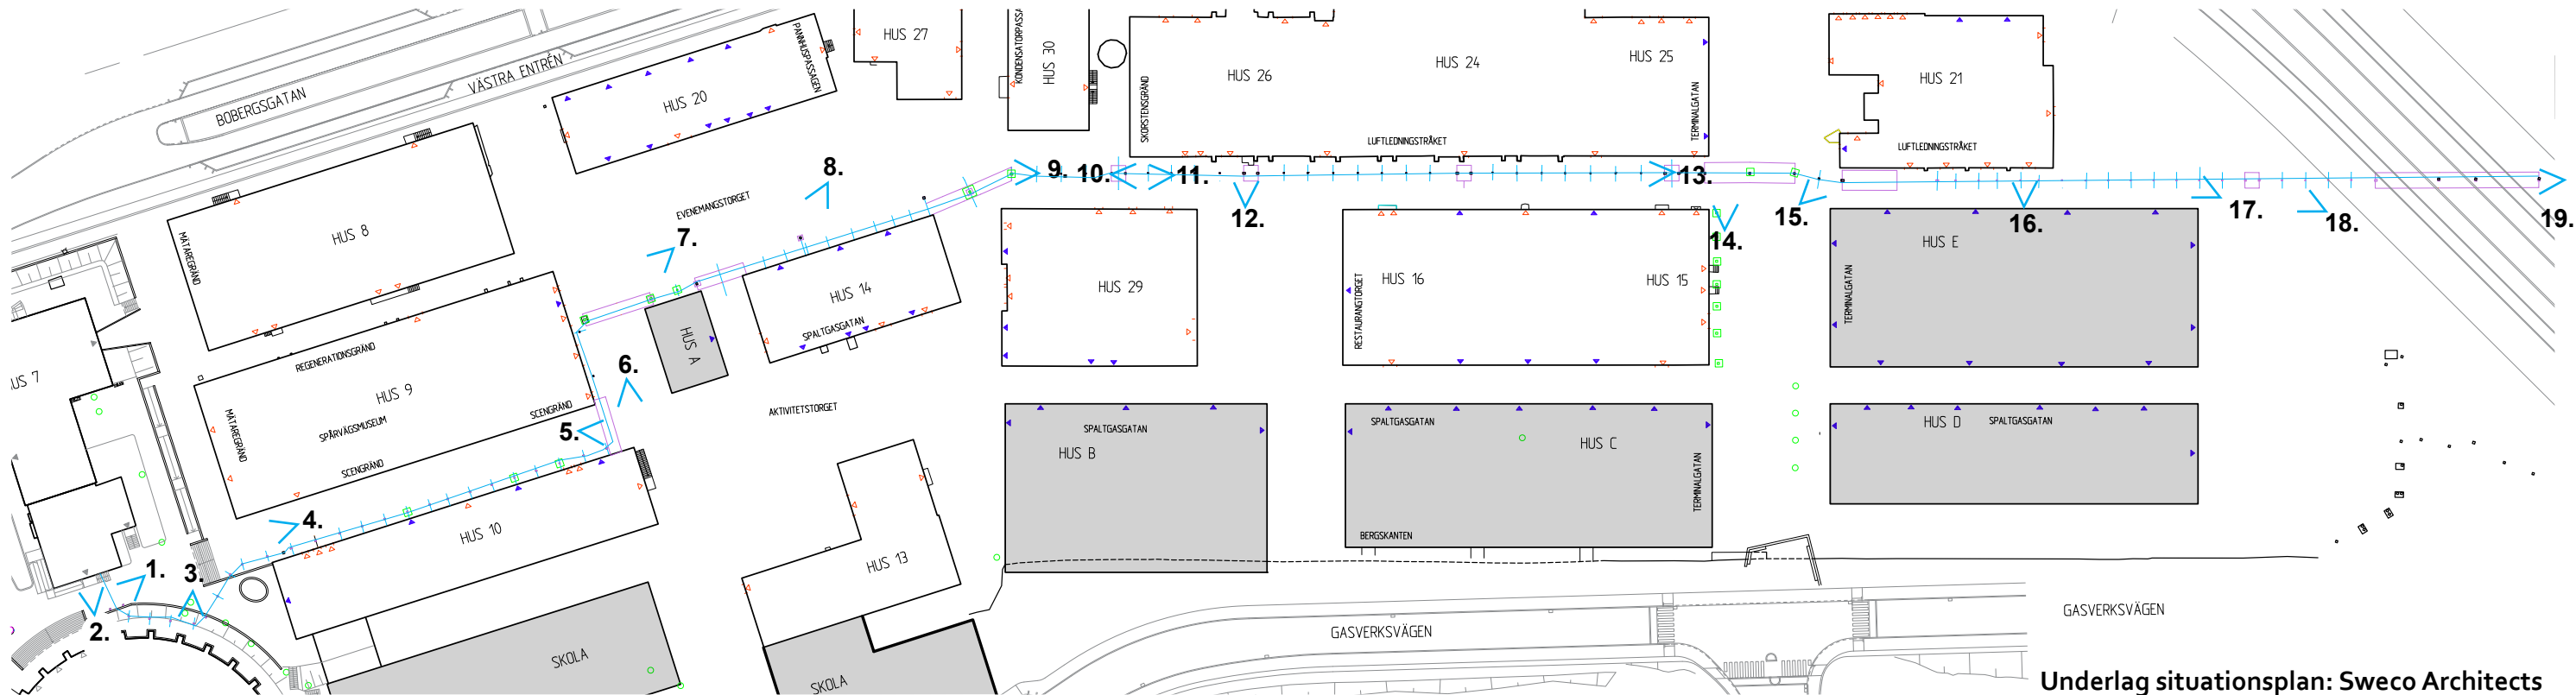 BOBERGSGATAN
VÄSTRA ENTRÉN
HUS 20
PANNHUSPASSAGEN
HUS 27
KONDENSATORPASSA
HUS 30
SKORSTENSGRÄND
HUS 26
HUS 24
HUS 25
TERMINALGATAN
LUFTLEDNINGSTRÅKET
HUS 21
LUFTLEDNINGSTRÅKET
HUS 8
MÄTAREGRÄND
EVENEMANGSTORGET
7.
8.
9.
10.
11.
12.
13.
14.
15.
16.
17.
18.
19.
HUS 14
SPALTGASGATAN
HUS A
HUS 29
RESTAURANGTORGET
HUS 16
HUS 15
HUS E
TERMINALGATAN
REGENERATIONSGRÄND
HUS 9
MÄTAREGRÄND
SPÅRVÄGSMUSEUM
SCENGRÄND
SCENGRÄND
5.
6.
AKTIVITETSTORGET
US 7
SPALTGASGATAN
HUS B
SPALTGASGATAN
HUS C
TERMINALGATAN
BERGSKANTEN
HUS D
SPALTGASGATAN
4.
HUS 10
HUS 13
1.
2.
3.
SKOLA
SKOLA
GASVERKSVÄGEN
GASVERKSVÄGEN
Underlag situationsplan: Sweco Architects